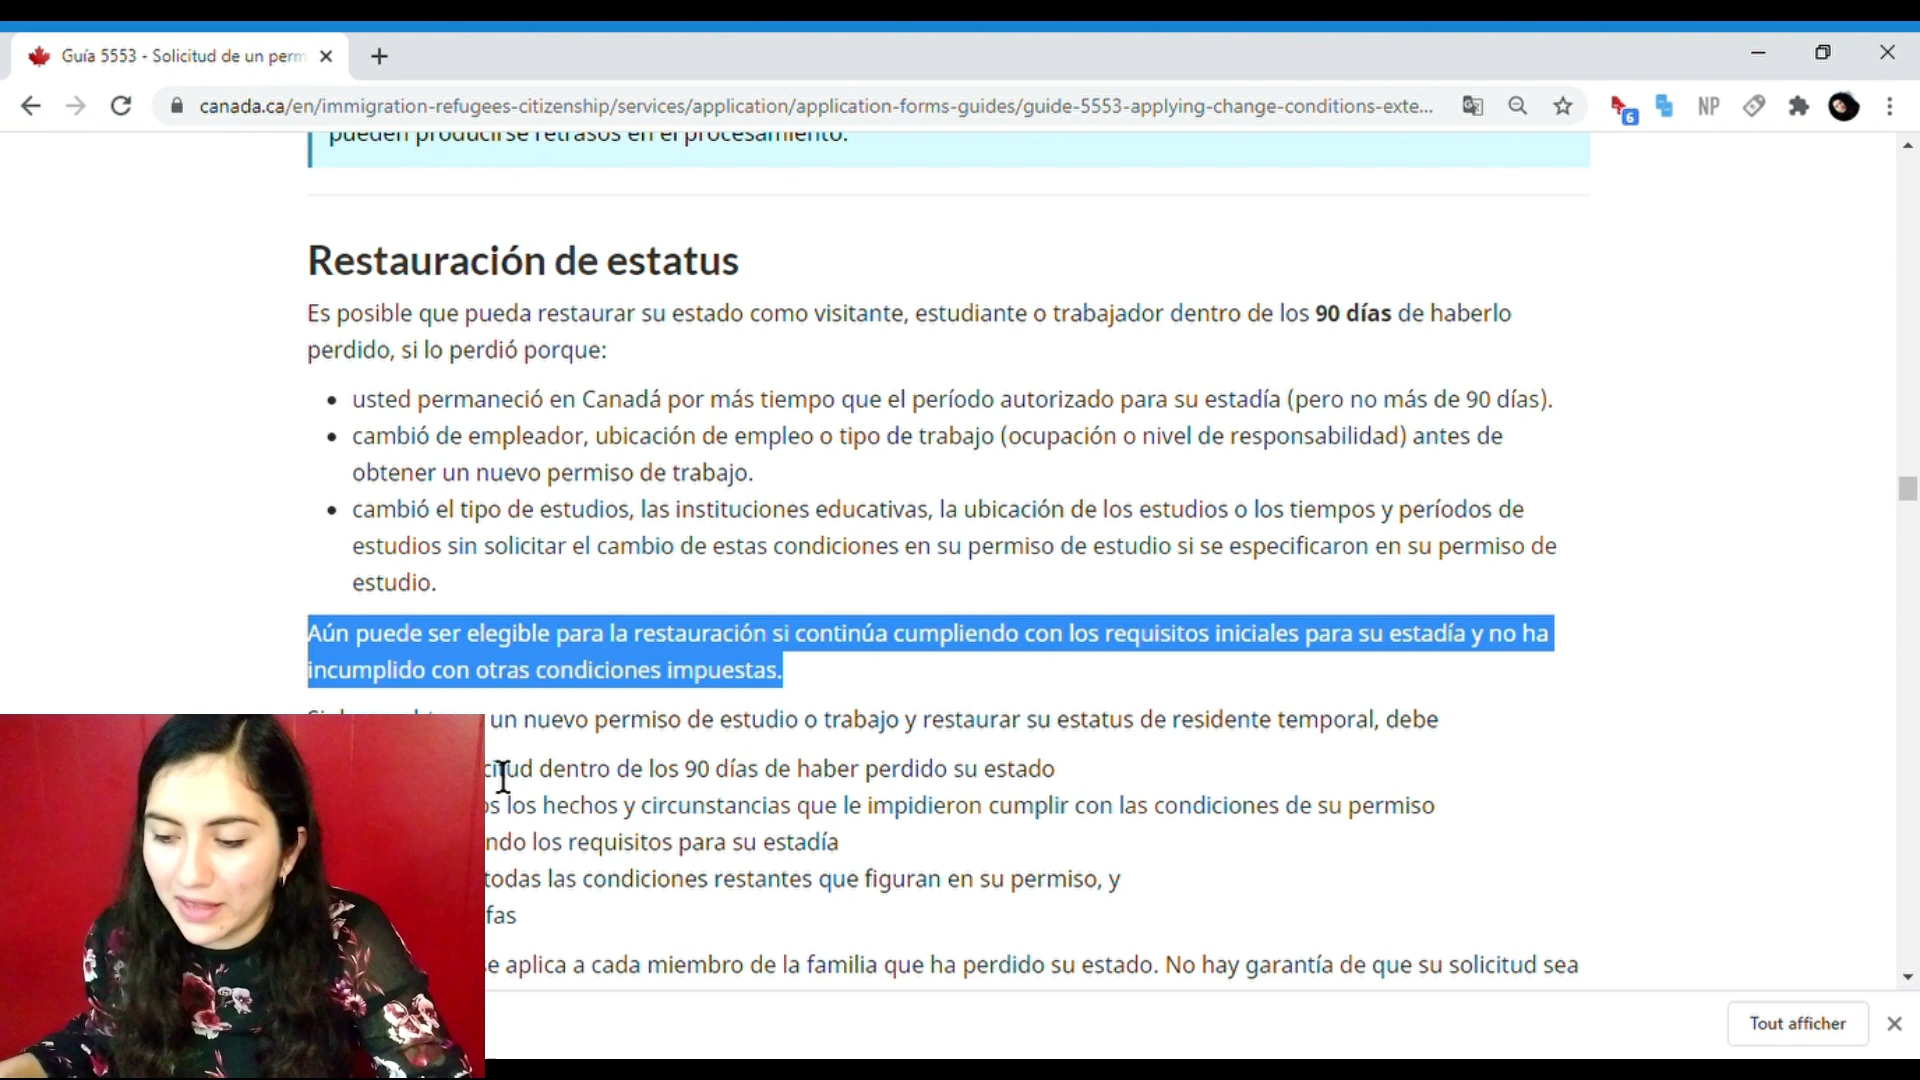 Guía 5553 - Solicitud de un perm
canada.ca/en/immigration-refugees-citizenship/services/application/application-forms-guides/guide-5553-applying-change-conditions-exte...
NP
6
pueden producirse retrasos en el procesamiento.
Restauración de estatus
Es posible que pueda restaurar su estado como visitante, estudiante o trabajador dentro de los 90 días de haberlo
perdido, si lo perdió porque:
usted permaneció en Canadá por más tiempo que el período autorizado para su estadía (pero no más de 90 días).
cambió de empleador, ubicación de empleo o tipo de trabajo (ocupación o nivel de responsabilidad) antes de
obtener un nuevo permiso de trabajo.
cambió el tipo de estudios, las instituciones educativas, la ubicación de los estudios o los tiempos y períodos de
estudios sin solicitar el cambio de estas condiciones en su permiso de estudio si se especificaron en su permiso de
estudio.
Aún puede ser elegible para la restauración si continúa cumpliendo con los requisitos iniciales para su estadía y no ha
incumplido con otras condiciones impuestas.
un nuevo permiso de estudio o trabajo y restaurar su estatus de residente temporal, debe
citud dentro de los 90 días de haber perdido su estado
os los hechos y circunstancias que le impidieron cumplir con las condiciones de su permiso
ndo los requisitos para su estadía
todas las condiciones restantes que figuran en su permiso, y
fas
se aplica a cada miembro de la familia que ha perdido su estado. No hay garantía de que su solicitud sea
Tout afficher